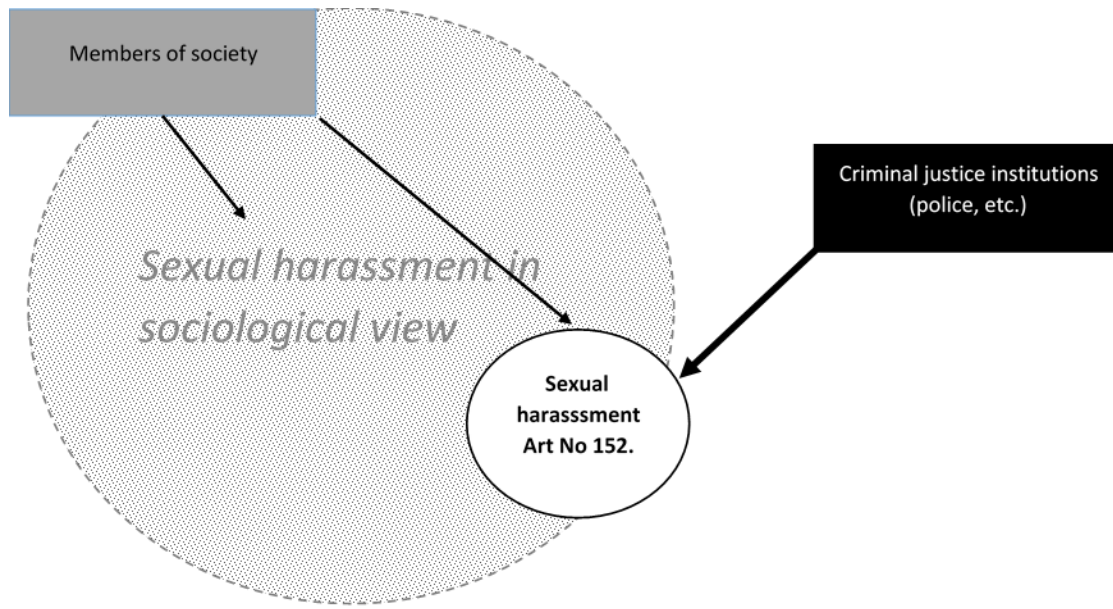 Members of society
Criminal justice institutions
(police, etc.)
Sexual harassment in
sociological view
Sexual
harasssment
Art No 152.